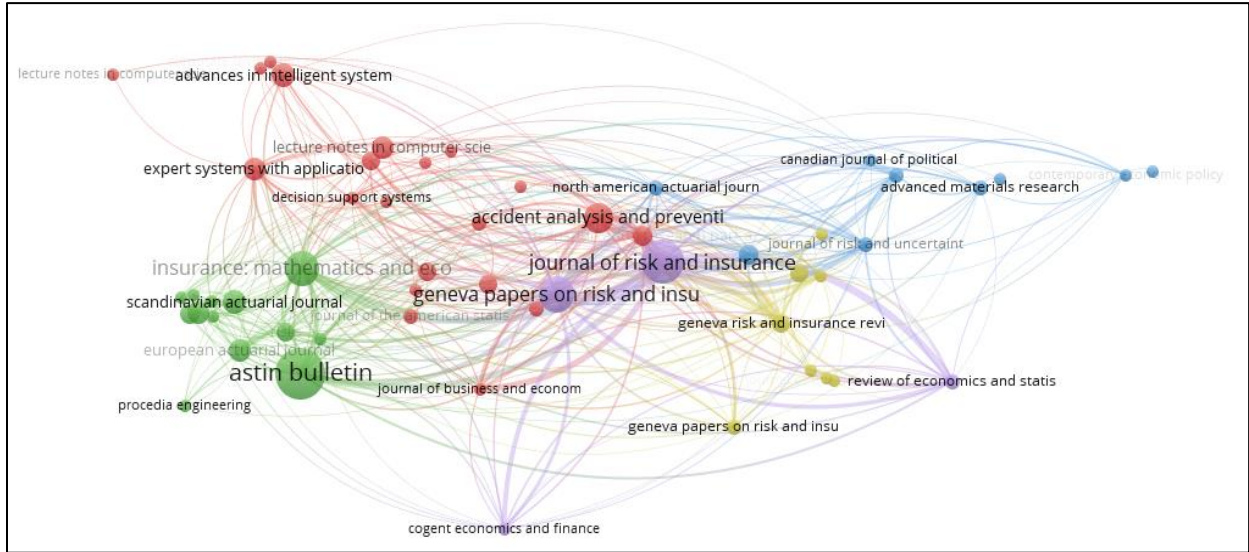 lecture notes in computer scie
advances in intelligent system
lecture notes in computer scie
expert systems with applicatio
decision support systems
north american actuarial journ
canadian journal of political
advanced materials research
contemporary economic policy
accident analysis and preventi
journal of risk and uncertaint
insurance: mathematics and eco
journal of risk and insurance
scandinavian actuarial journal
geneva papers on risk and insu
journal of the american statis
geneva risk and insurance revi
european actuarial journal
astin bulletin
journal of business and econom
review of economics and statis
procedia engineering
geneva papers on risk and insu
cogent economics and finance